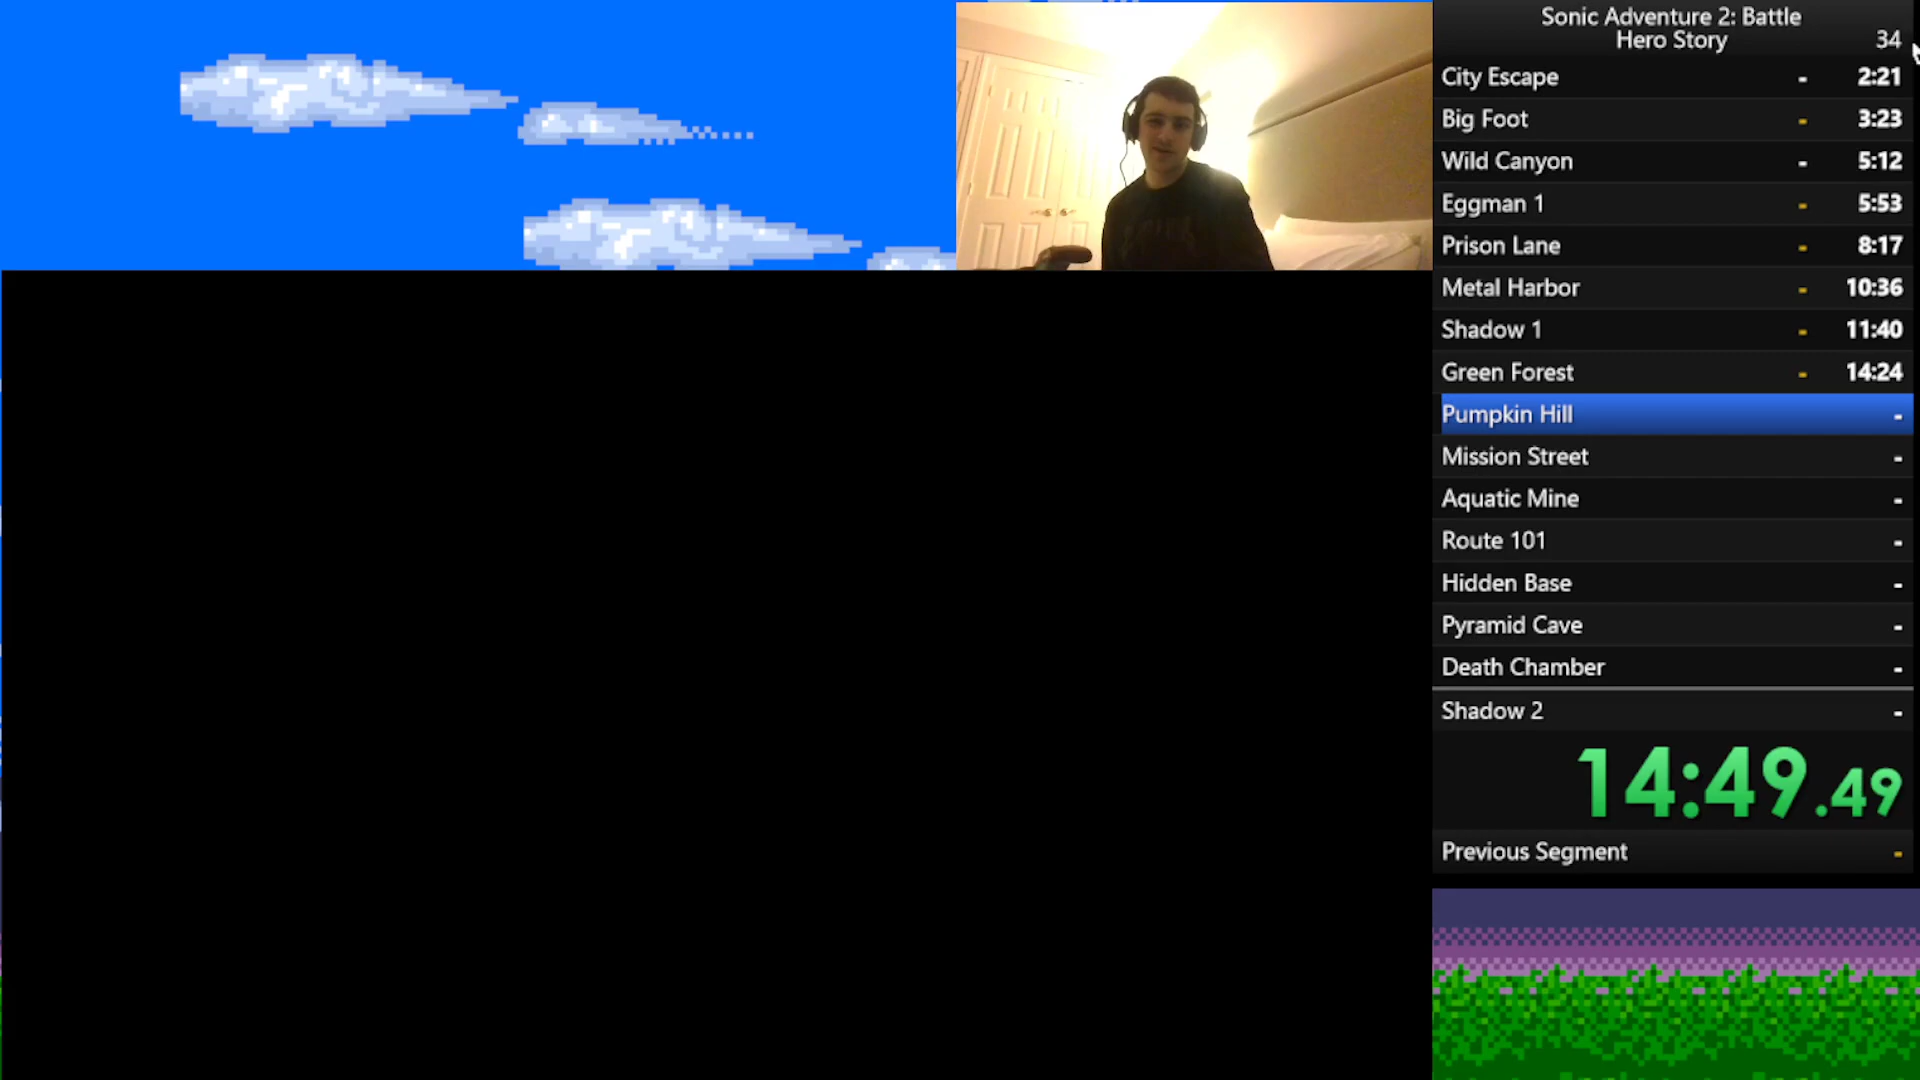 Sonic Adventure 2: Battle
Hero Story 34
City Escape - 2:21
Big Foot - 3:23
Wild Canyon - 5:12
Eggman 1 - 5:53
Prison Lane - 8:17
Metal Harbor - 10:36
Shadow 1 - 11:40
Green Forest - 14:24
Pumpkin Hill -
Mission Street -
Aquatic Mine -
Route 101 -
Hidden Base -
Pyramid Cave -
Death Chamber -
Shadow 2 -
14:49.49
Previous Segment -